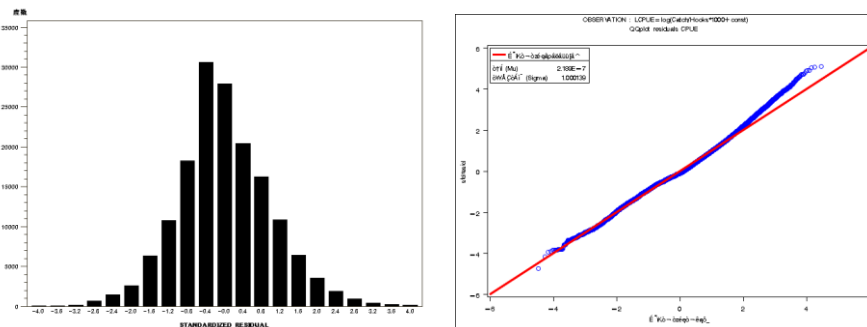 度数
35000
30000
25000
20000
15000
10000
5000
0
-4.0 -3.6 -3.2 -2.8 -2.4 -2.0 -1.6 -1.2 -0.8 -0.4 -0.0 0.4 0.8 1.2 1.6 2.0 2.4 2.8 3.2 3.6 4.0
STANDARDIZED RESIDUAL
OBSERVATION : LCPUE=log(Catch/Hooks*1000+const)
QQplot residuals CPUE
(Mu) 2.189E-7
(Sigma) 1.000139
6
4
2
0
-2
-4
-6
-6 -4 -2 0 2 4 6